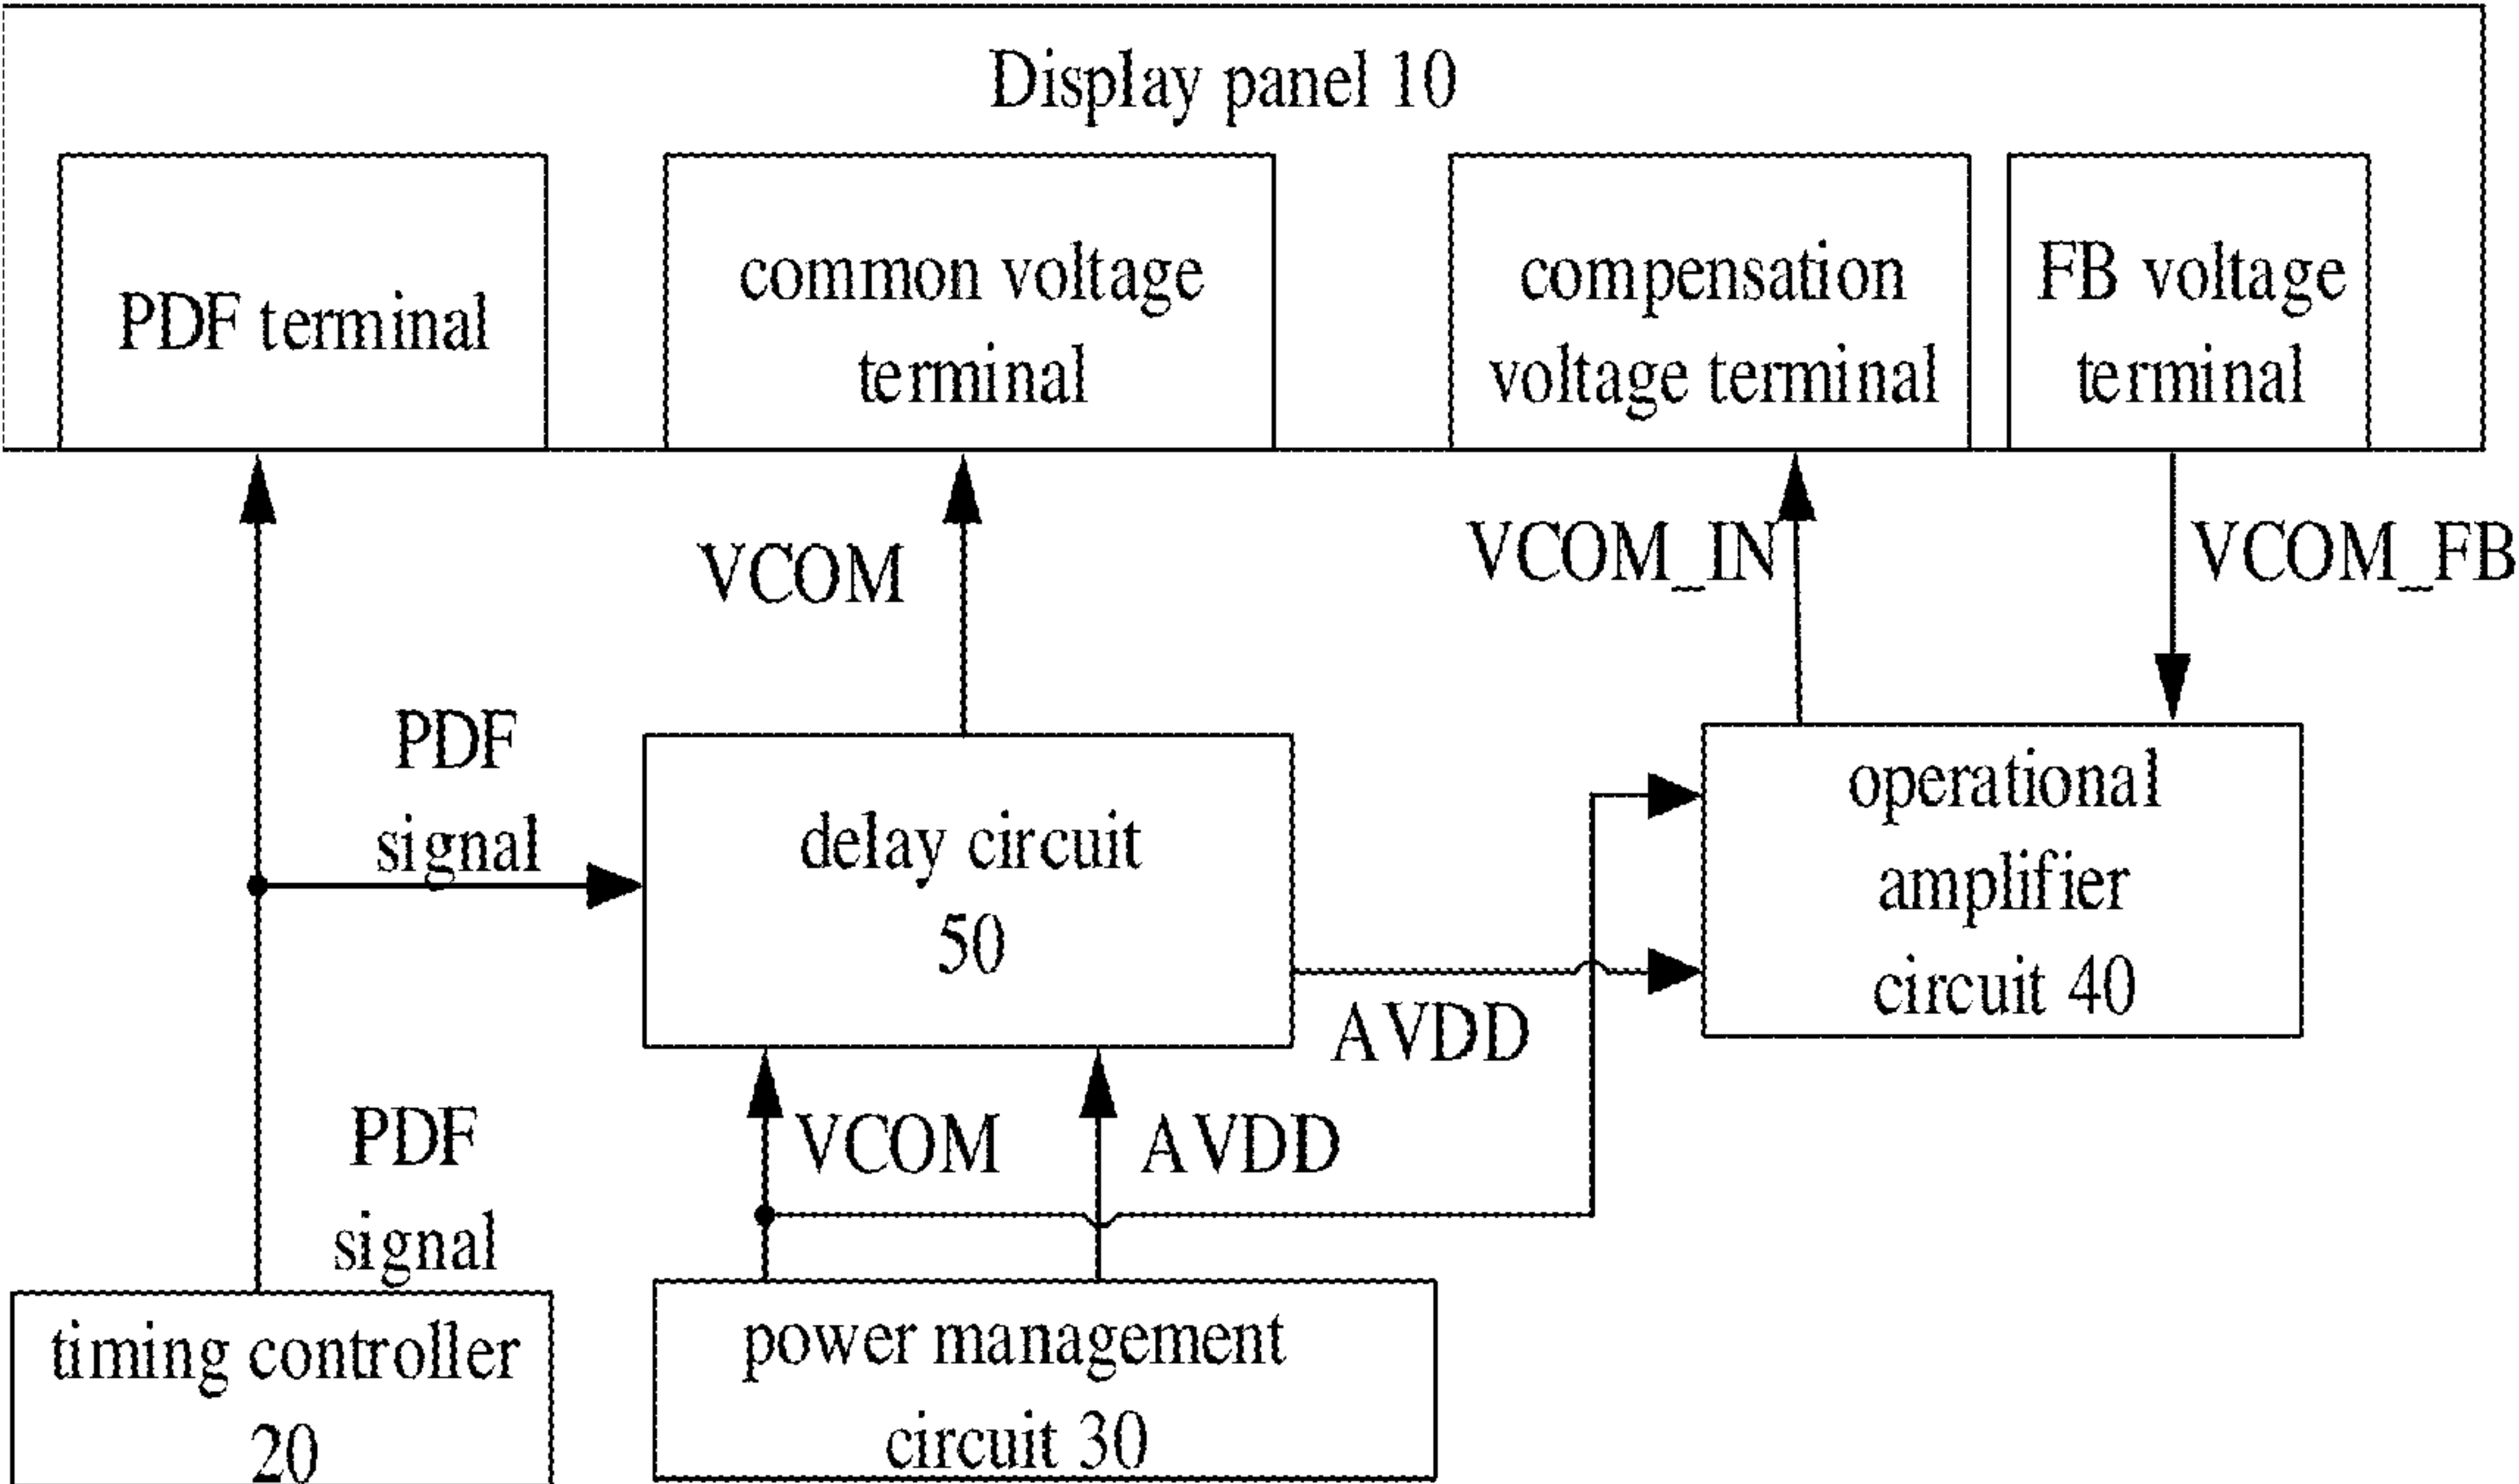 Display panel 10
PDF terminal
common voltage
terminal
compensation
voltage terminal
FB voltage
terminal
VCOM
VCOM_IN
VCOM_FB
PDF
signal
delay circuit
50
operational
amplifier
circuit 40
AVDD
PDF
signal
VCOM
AVDD
timing controller
20
power management
circuit 30